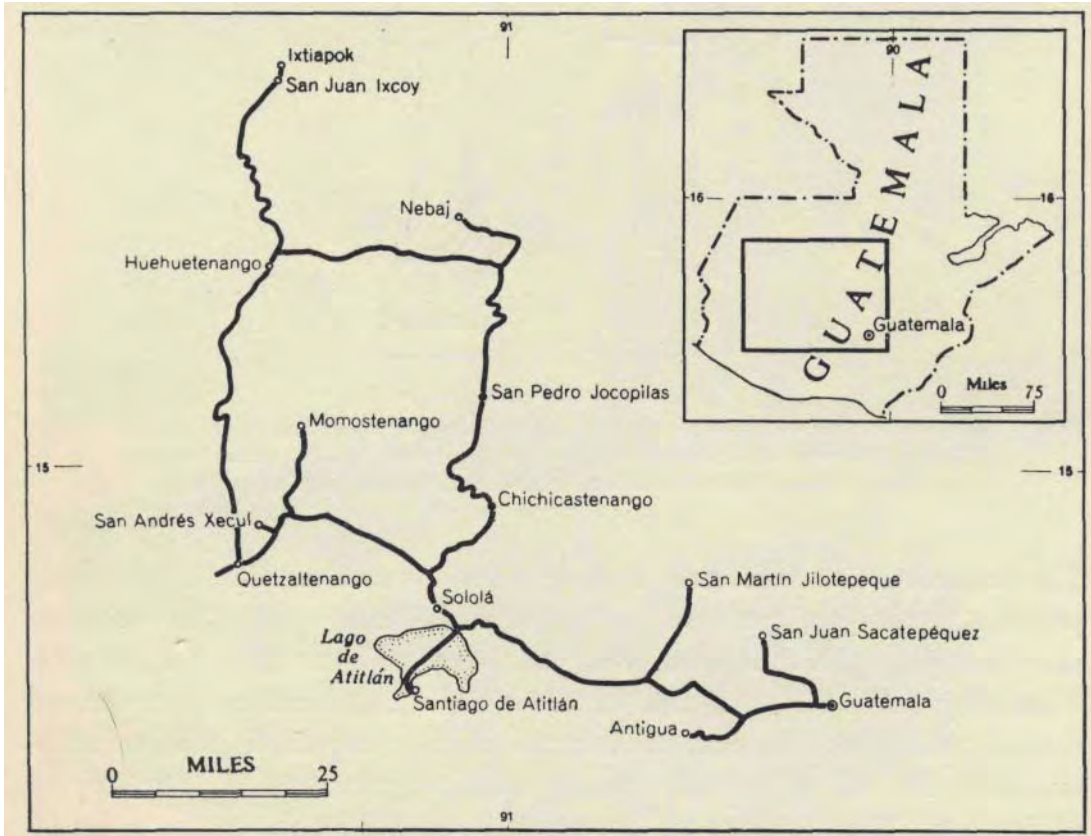 91
Ixtiapok
San Juan Ixcoy
Nebaj
Huehuetenango
San Pedro Jocopilas
Momostenango
15
15
Chichicastenango
San Andrés Xecul
Quetzaltenango
San Martín Jilotepeque
Sololá
San Juan Sacatepéquez
Lago
de
Atitlán
Santiago de Atitlán
Guatemala
Antigua
MILES
0 25
91
90
16
16
GUATEMALA
Guatemala
Miles
0 75